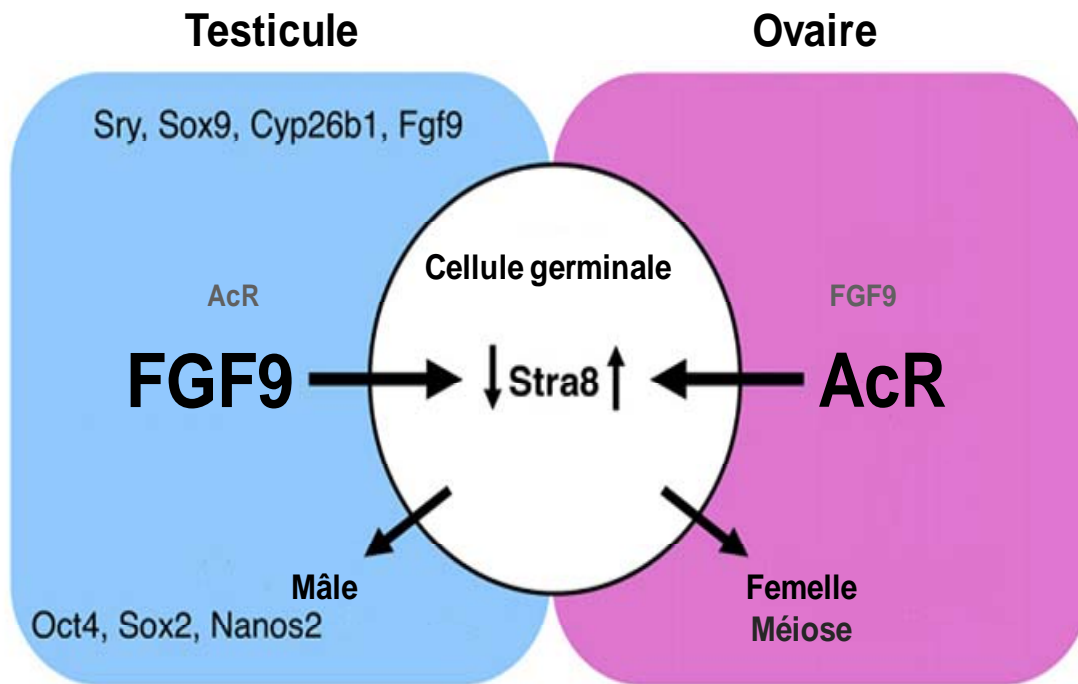 Testicule
Ovaire
Sry, Sox9, Cyp26b1, Fgf9
Cellule germinale
AcR
FGF9
FGF9
Stra8
AcR
Mâle
Femelle
Méiose
Oct4, Sox2, Nanos2